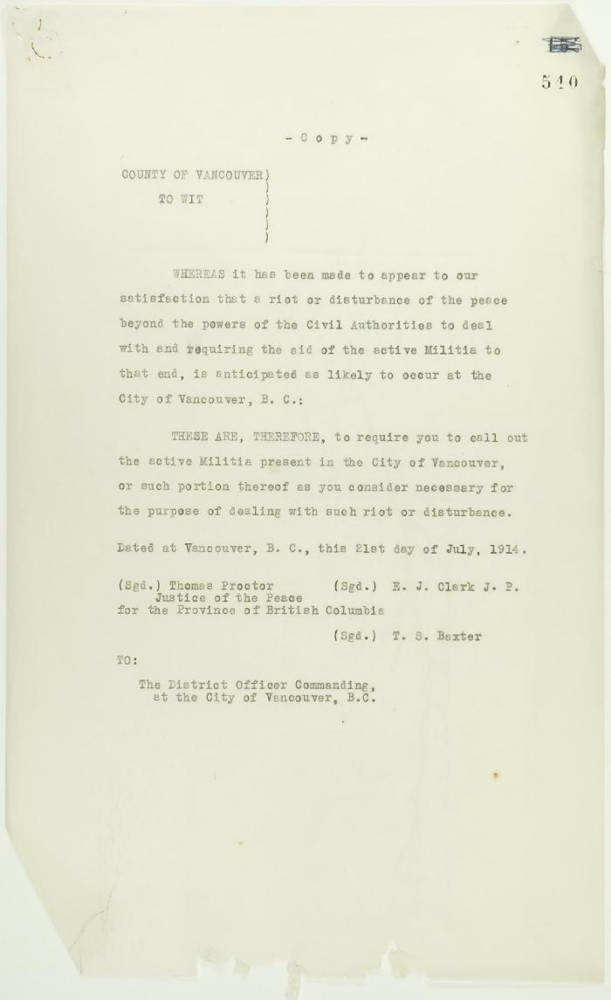 540
- C o p y -
COUNTY OF VANCOUVER)
)
TO WIT )
)
)
)
WHEREAS it has been made to appear to our
satisfaction that a riot or disturbance of the peace
beyond the powers of the Civil Authorities to deal
with and requiring the aid of the active Militia to
that end, is anticipated as likely to occur at the
City of Vancouver, B. C.:
THESE ARE, THEREFORE, to require you to call out
the active Militia present in the City of Vancouver,
or such portion thereof as you consider necessary for
the purpose of dealing with such riot or disturbance.
Dated at Vancouver, B. C., this 21st day of July, 1914.
(Sgd.) Thomas Proctor (Sgd.) E. J. Clark J. P.
Justice of the Peace
for the Province of British Columbia
(Sgd.) T. S. Baxter
TO:
The District Officer Commanding,
at the City of Vancouver, B.C.